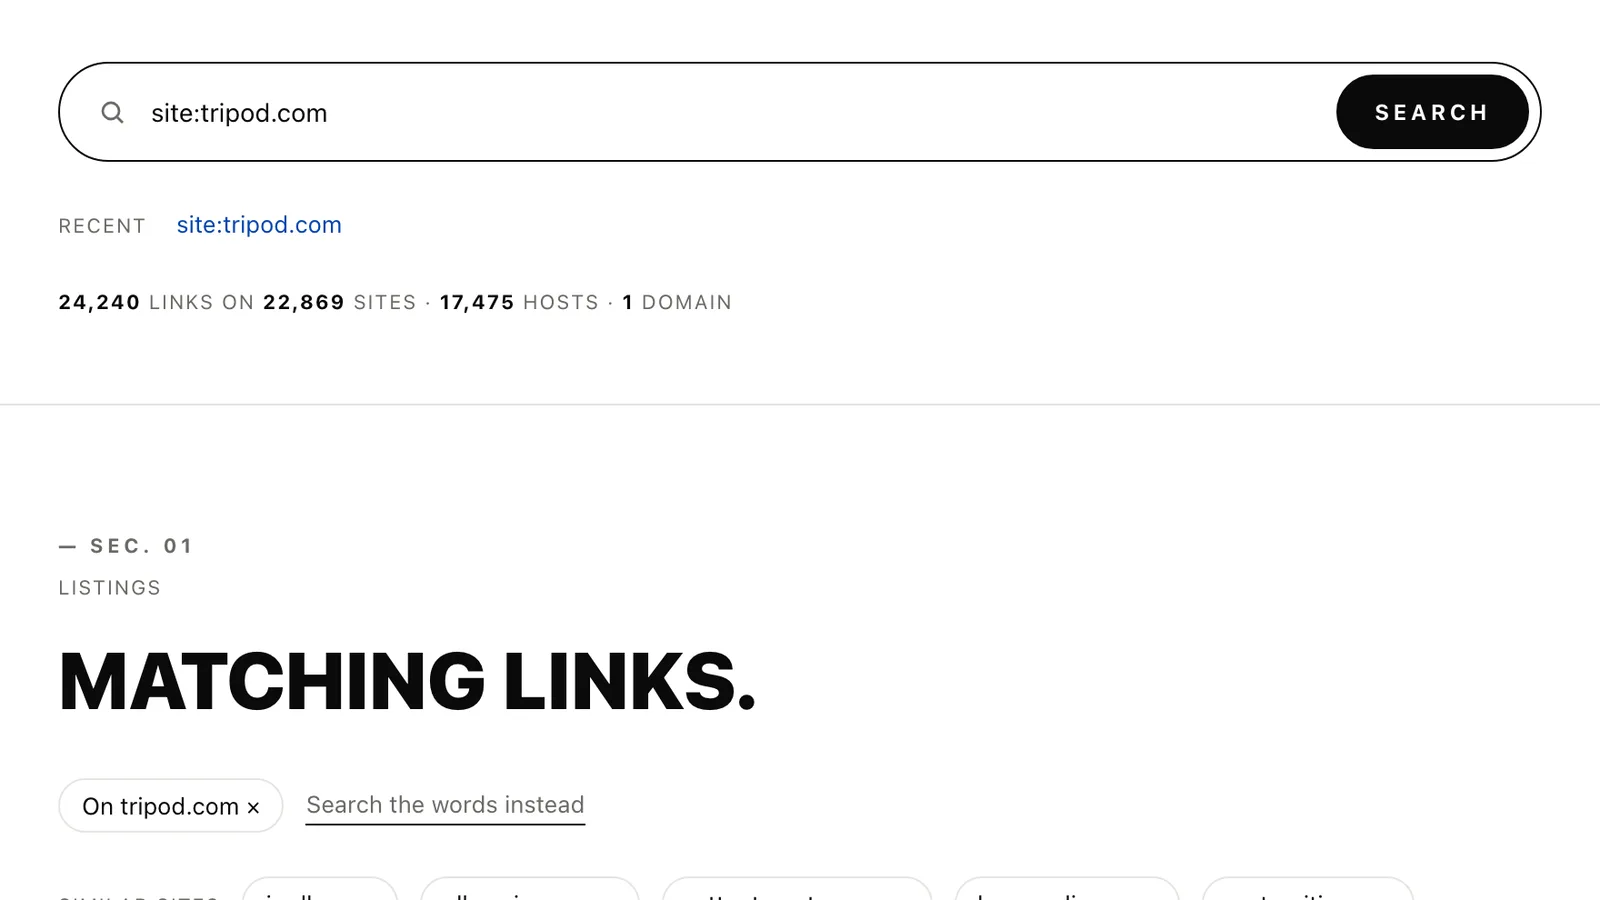 site:tripod.com
SEARCH
RECENT site:tripod.com
24,240 LINKS ON 22,869 SITES · 17,475 HOSTS · 1 DOMAIN
— SEC. 01
LISTINGS
MATCHING LINKS.
On tripod.com × Search the words instead